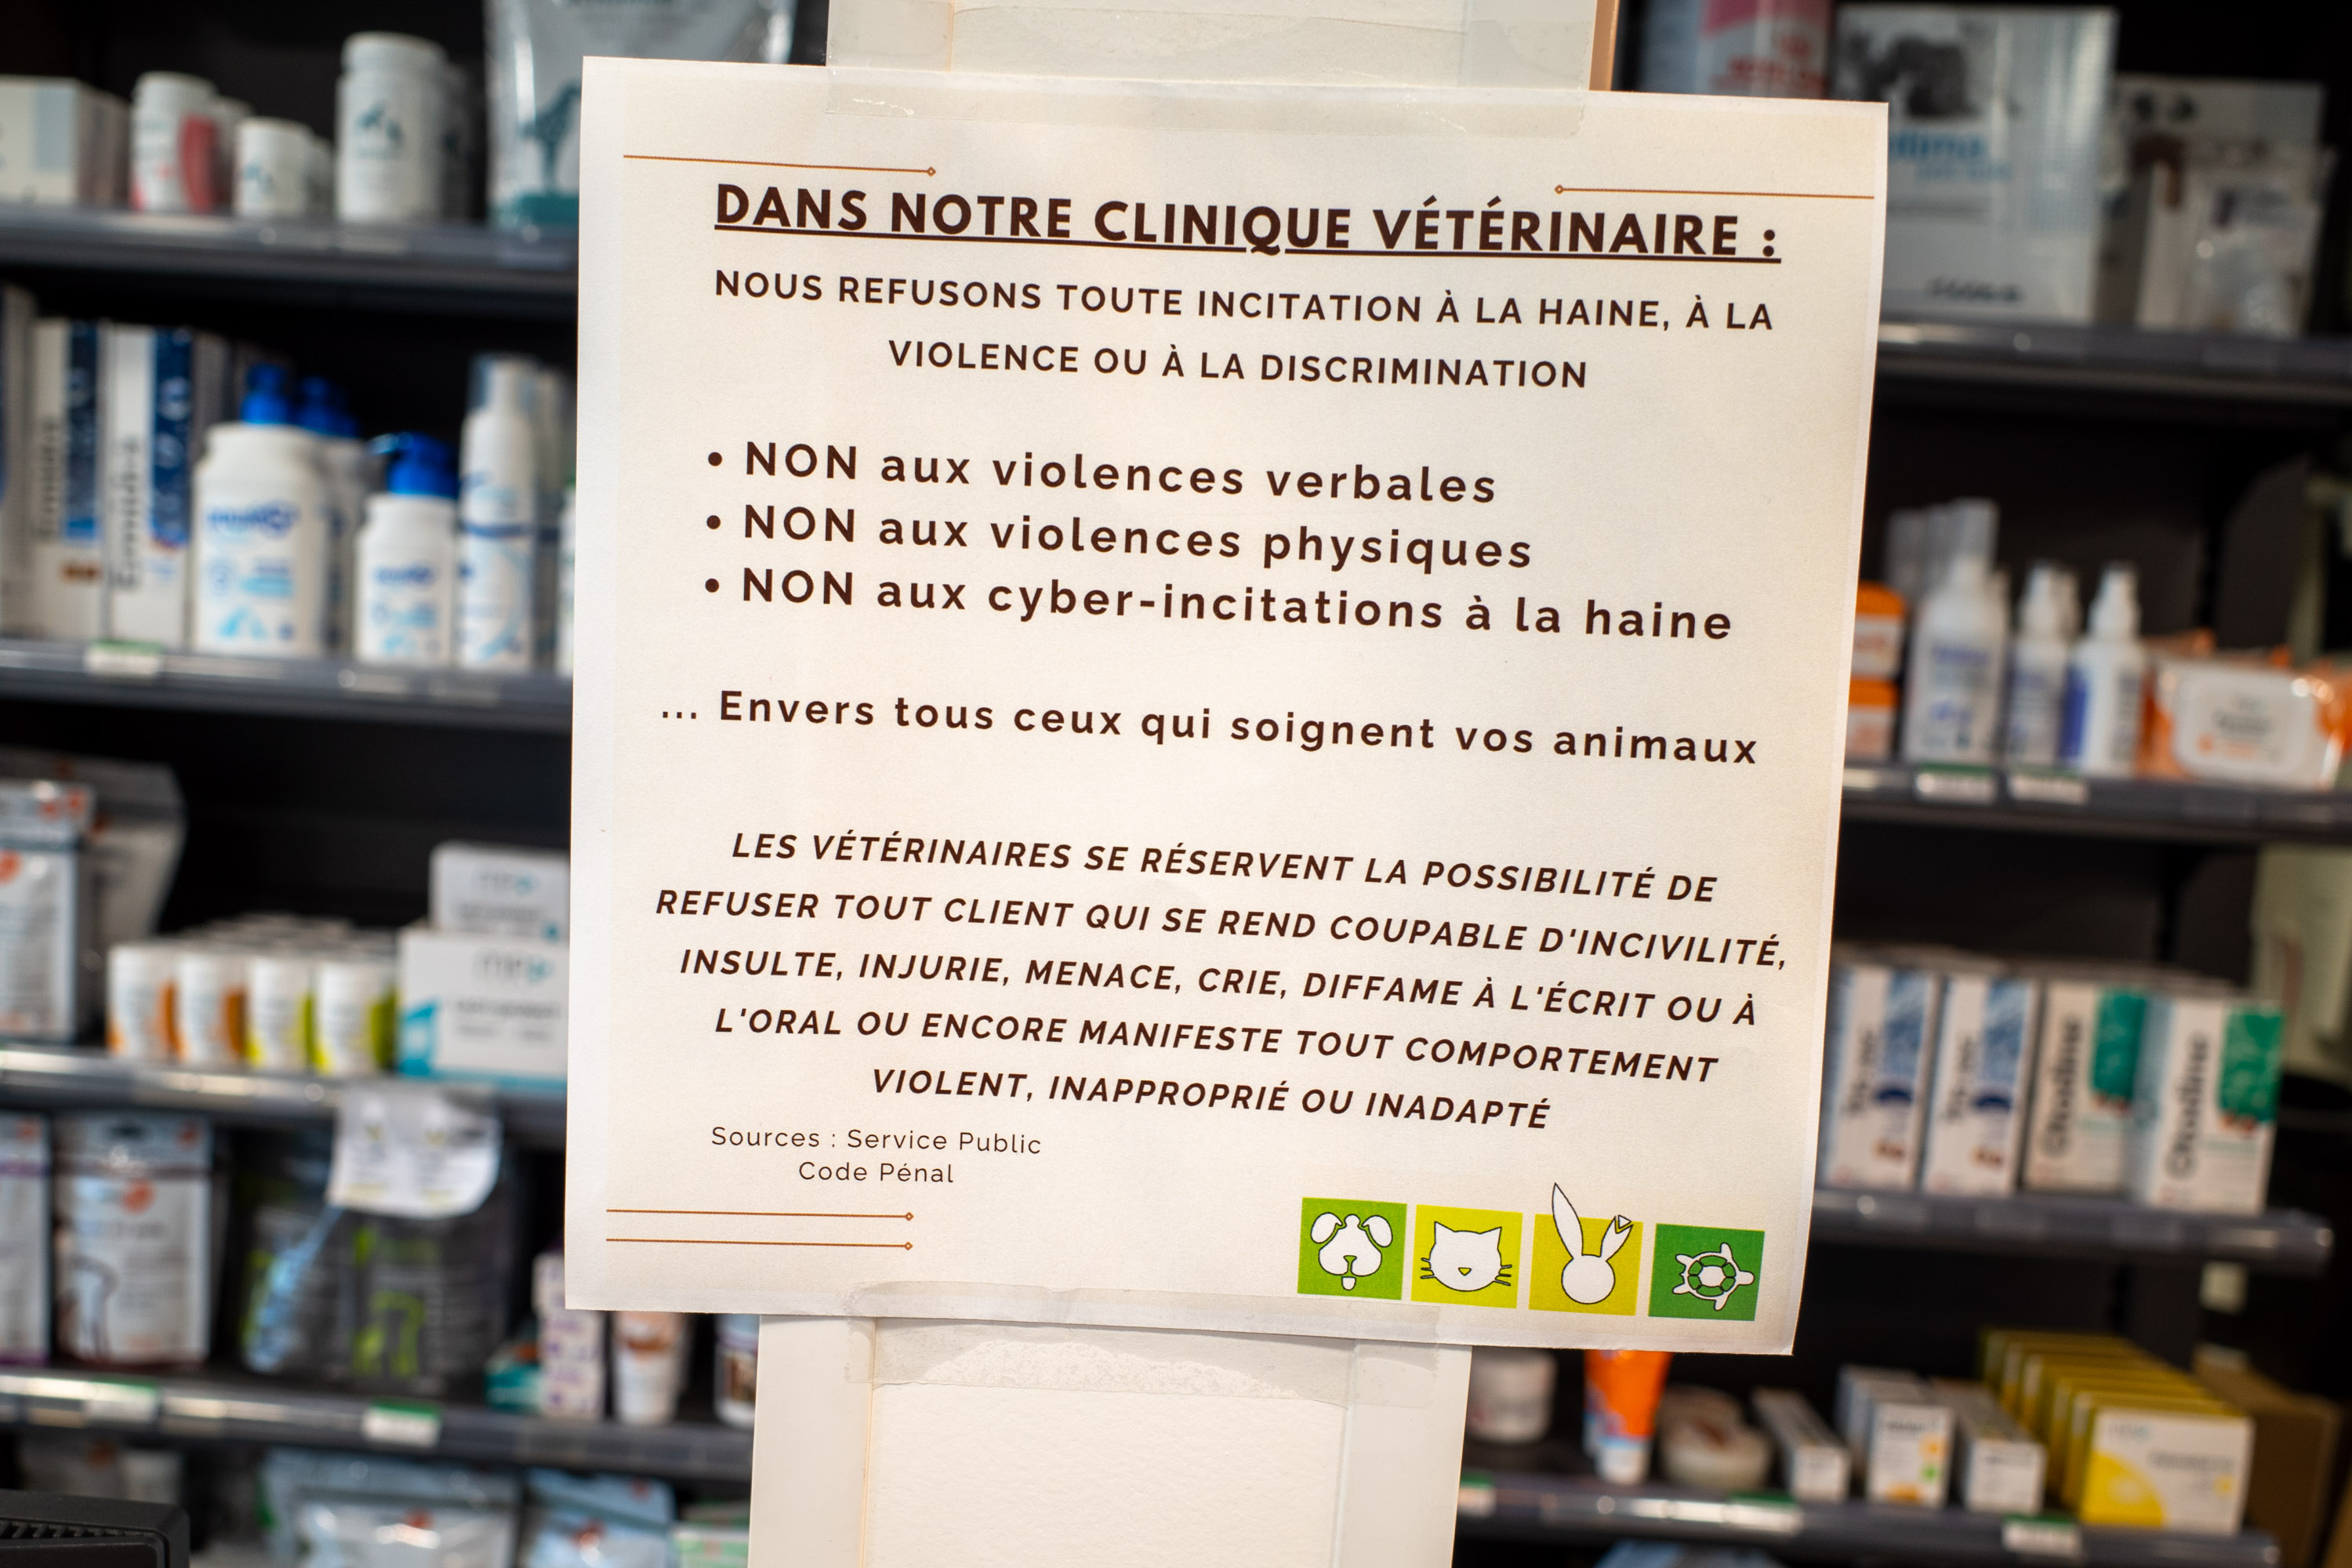 DANS NOTRE CLINIQUE VÉTÉRINAIRE :
NOUS REFUSONS TOUTE INCITATION À LA HAINE, À LA
VIOLENCE OU À LA DISCRIMINATION
• NON aux violences verbales
• NON aux violences physiques
• NON aux cyber-incitations à la haine
... Envers tous ceux qui soignent vos animaux
LES VÉTÉRINAIRES SE RÉSERVENT LA POSSIBILITÉ DE
REFUSER TOUT CLIENT QUI SE REND COUPABLE D'INCIVILITÉ,
INSULTE, INJURIE, MENACE, CRIE, DIFFAME À L'ÉCRIT OU À
L'ORAL OU ENCORE MANIFESTE TOUT COMPORTEMENT
VIOLENT, INAPPROPRIÉ OU INADAPTÉ
Sources : Service Public
Code Pénal